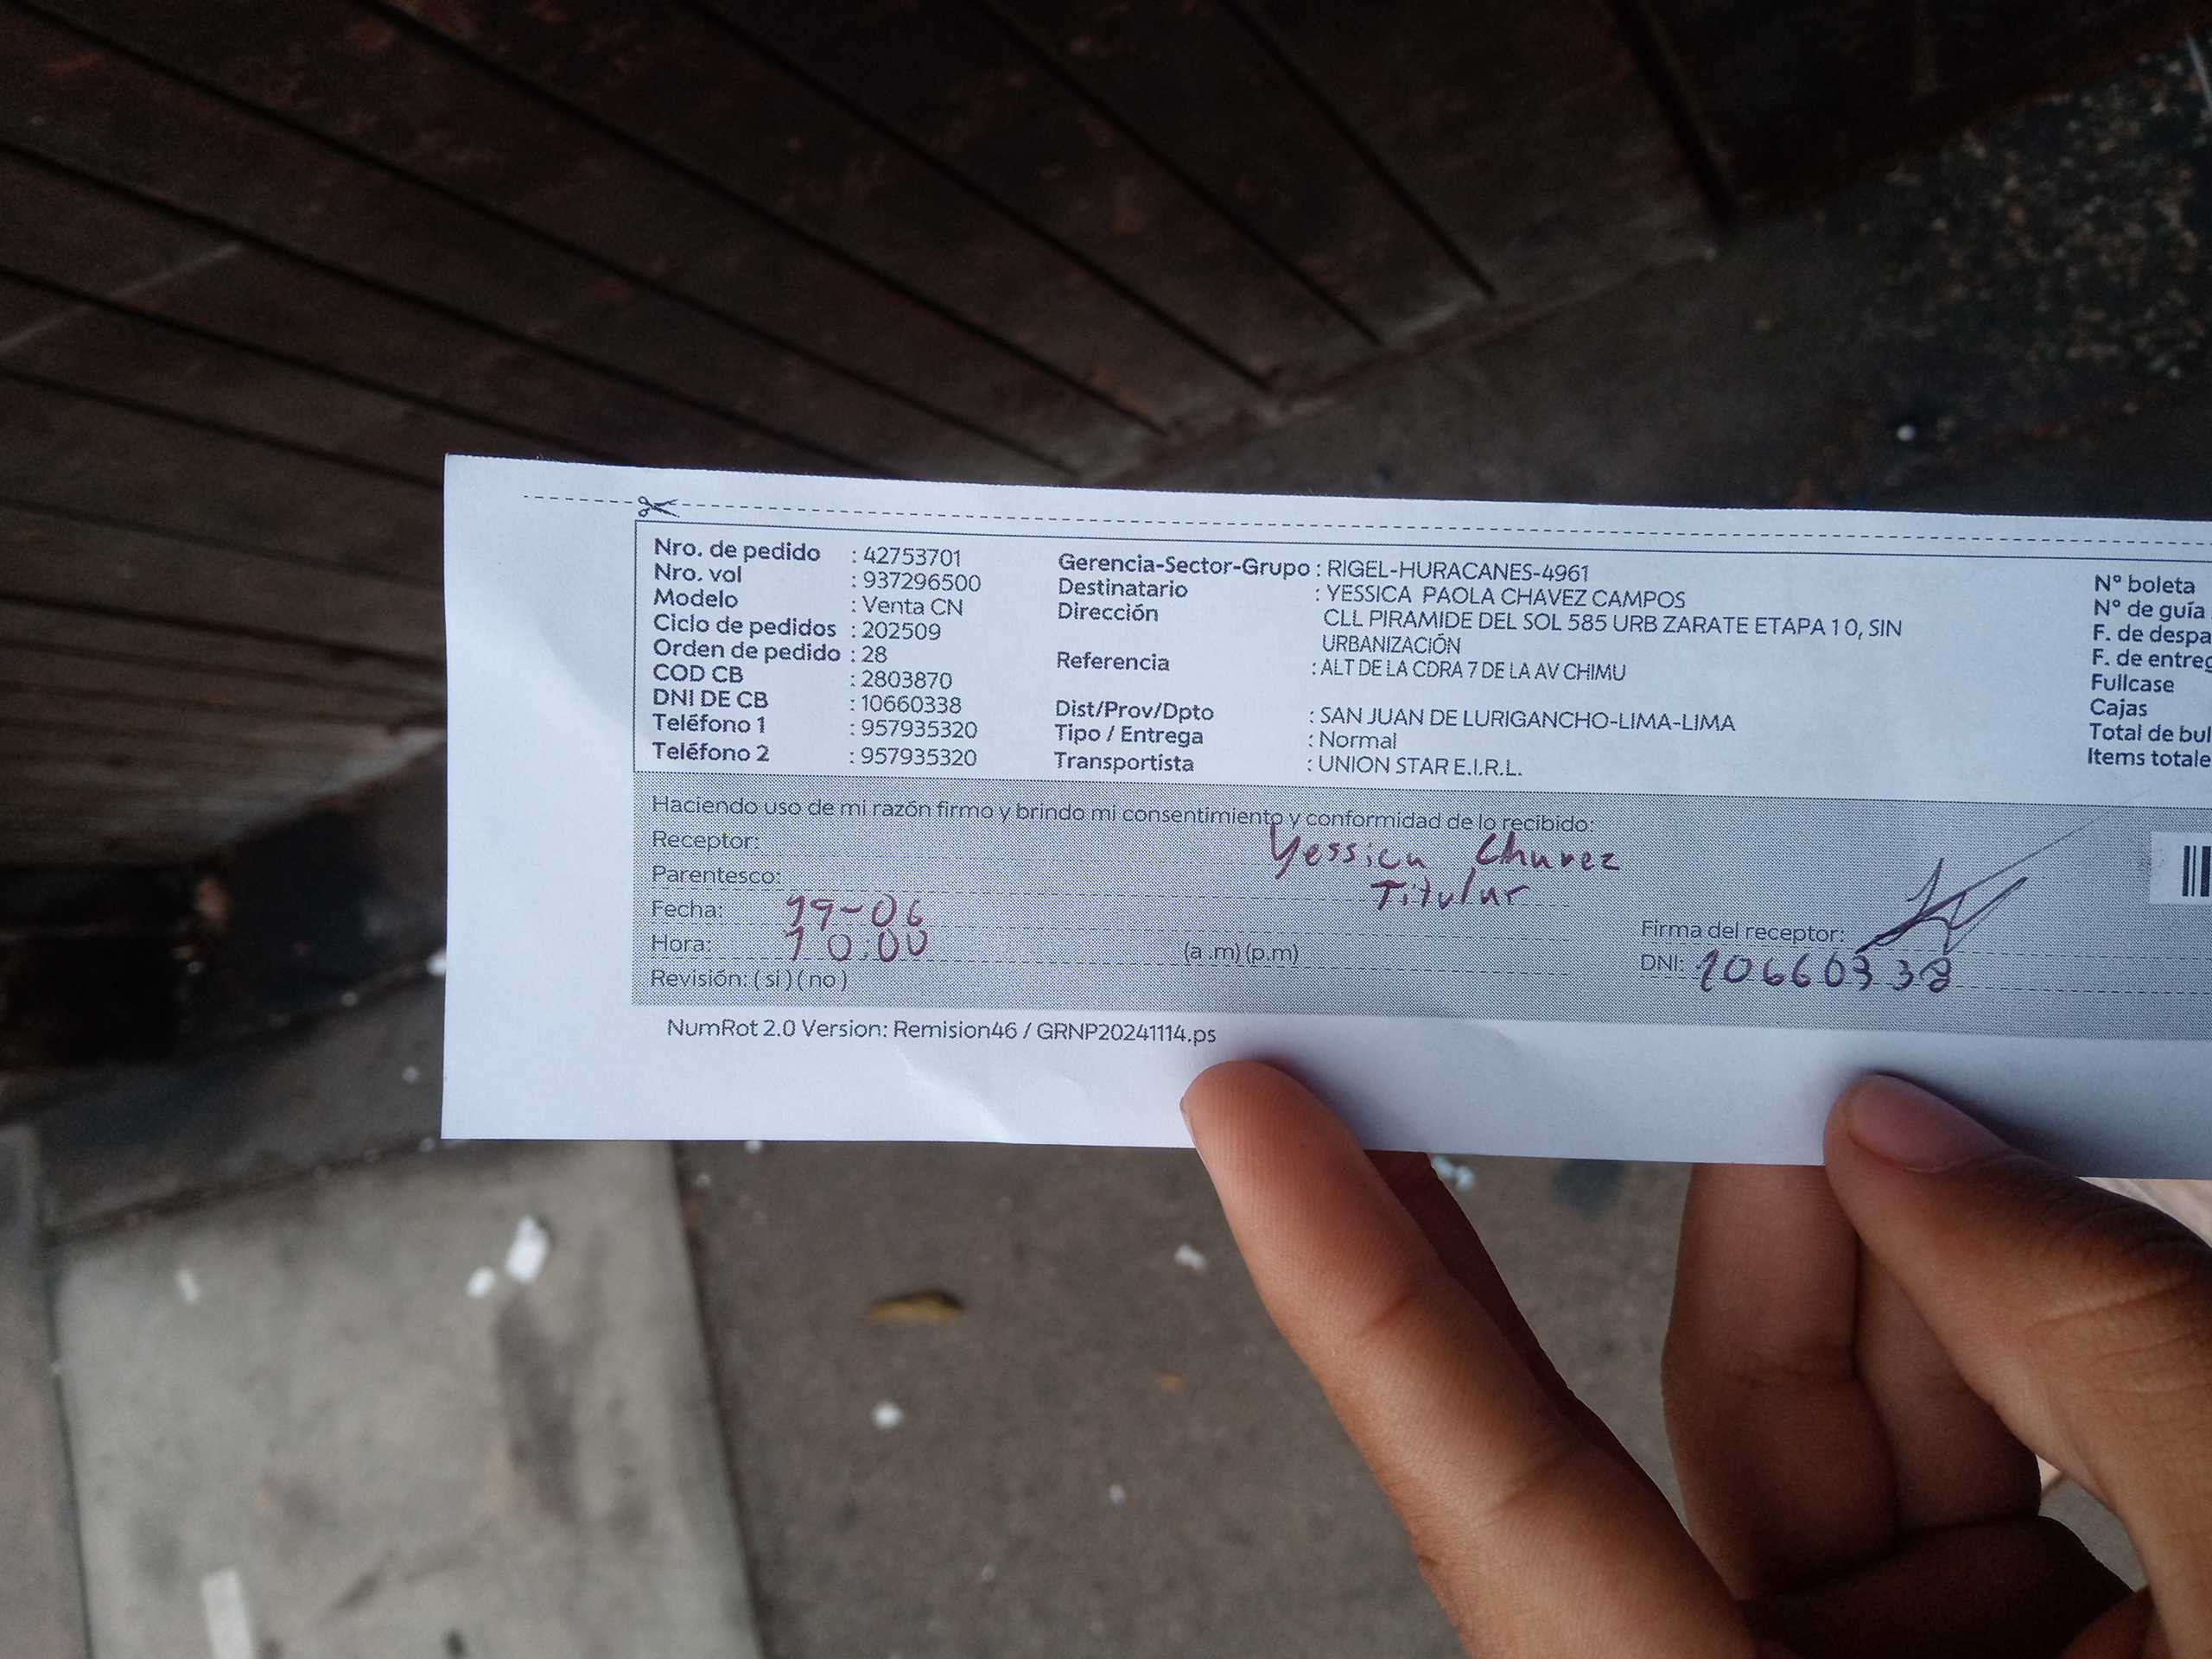 Nro. de pedido : 42753701
Nro. vol : 937296500
Modelo : Venta CN
Ciclo de pedidos : 202509
Orden de pedido : 28
COD CB : 2803870
DNI DE CB : 10660338
Teléfono 1 : 957935320
Teléfono 2 : 957935320
Gerencia-Sector-Grupo : RIGEL-HURACANES-4961
Destinatario : YESSICA PAOLA CHAVEZ CAMPOS
Dirección CLL PIRAMIDE DEL SOL 585 URB ZARATE ETAPA 1 0, SIN
URBANIZACIÓN
Referencia : ALT DE LA CDRA 7 DE LA AV CHIMU
Dist/Prov/Dpto : SAN JUAN DE LURIGANCHO-LIMA-LIMA
Tipo / Entrega : Normal
Transportista : UNION STAR E.I.R.L.
N° boleta
N° de guía
F. de despa
F. de entreg
Fullcase
Cajas
Total de bul
Items totale
Haciendo uso de mi razón firmo y brindo mi consentimiento y conformidad de lo recibido:
Receptor: Yessica Chavez
Parentesco: Titular
Fecha: 19-06
Hora: 10:00 (a .m) (p.m)
Revisión: ( si ) ( no )
Firma del receptor:
DNI: 10660338
NumRot 2.0 Version: Remision46 / GRNP20241114.ps